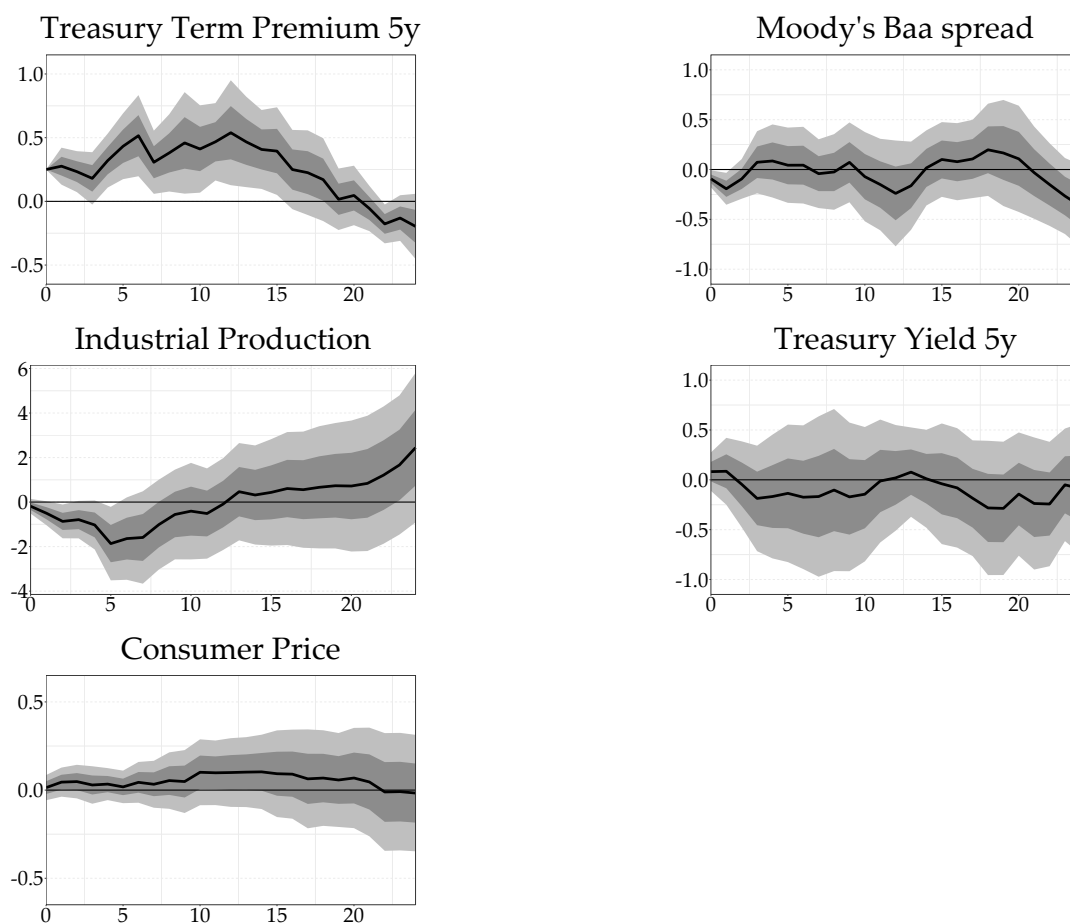 Treasury Term Premium 5y
1.0
0.5
0.0
-0.5
0 5 10 15 20
Moody's Baa spread
1.0
0.5
0.0
-0.5
-1.0
0 5 10 15 20
Industrial Production
6
4
2
0
-2
-4
0 5 10 15 20
Treasury Yield 5y
1.0
0.5
0.0
-0.5
-1.0
0 5 10 15 20
Consumer Price
0.5
0.0
-0.5
0 5 10 15 20